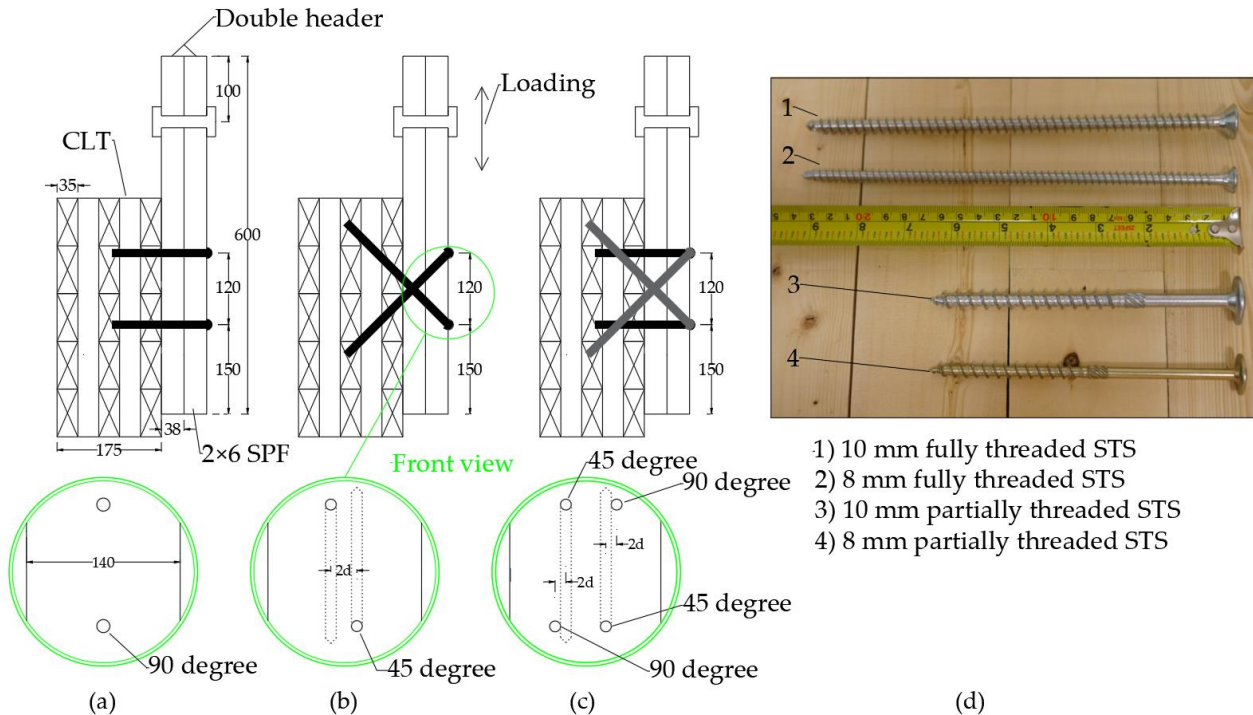 Double header
100
Loading
CLT
35
600
120
120
120
150
150
150
38
175
2×6 SPF
Front view
45 degree
90 degree
140
2d
2d
2d
45 degree
90 degree
45 degree
90 degree
(a)
(b)
(c)
(d)
1
2
3
4
1) 10 mm fully threaded STS
2) 8 mm fully threaded STS
3) 10 mm partially threaded STS
4) 8 mm partially threaded STS